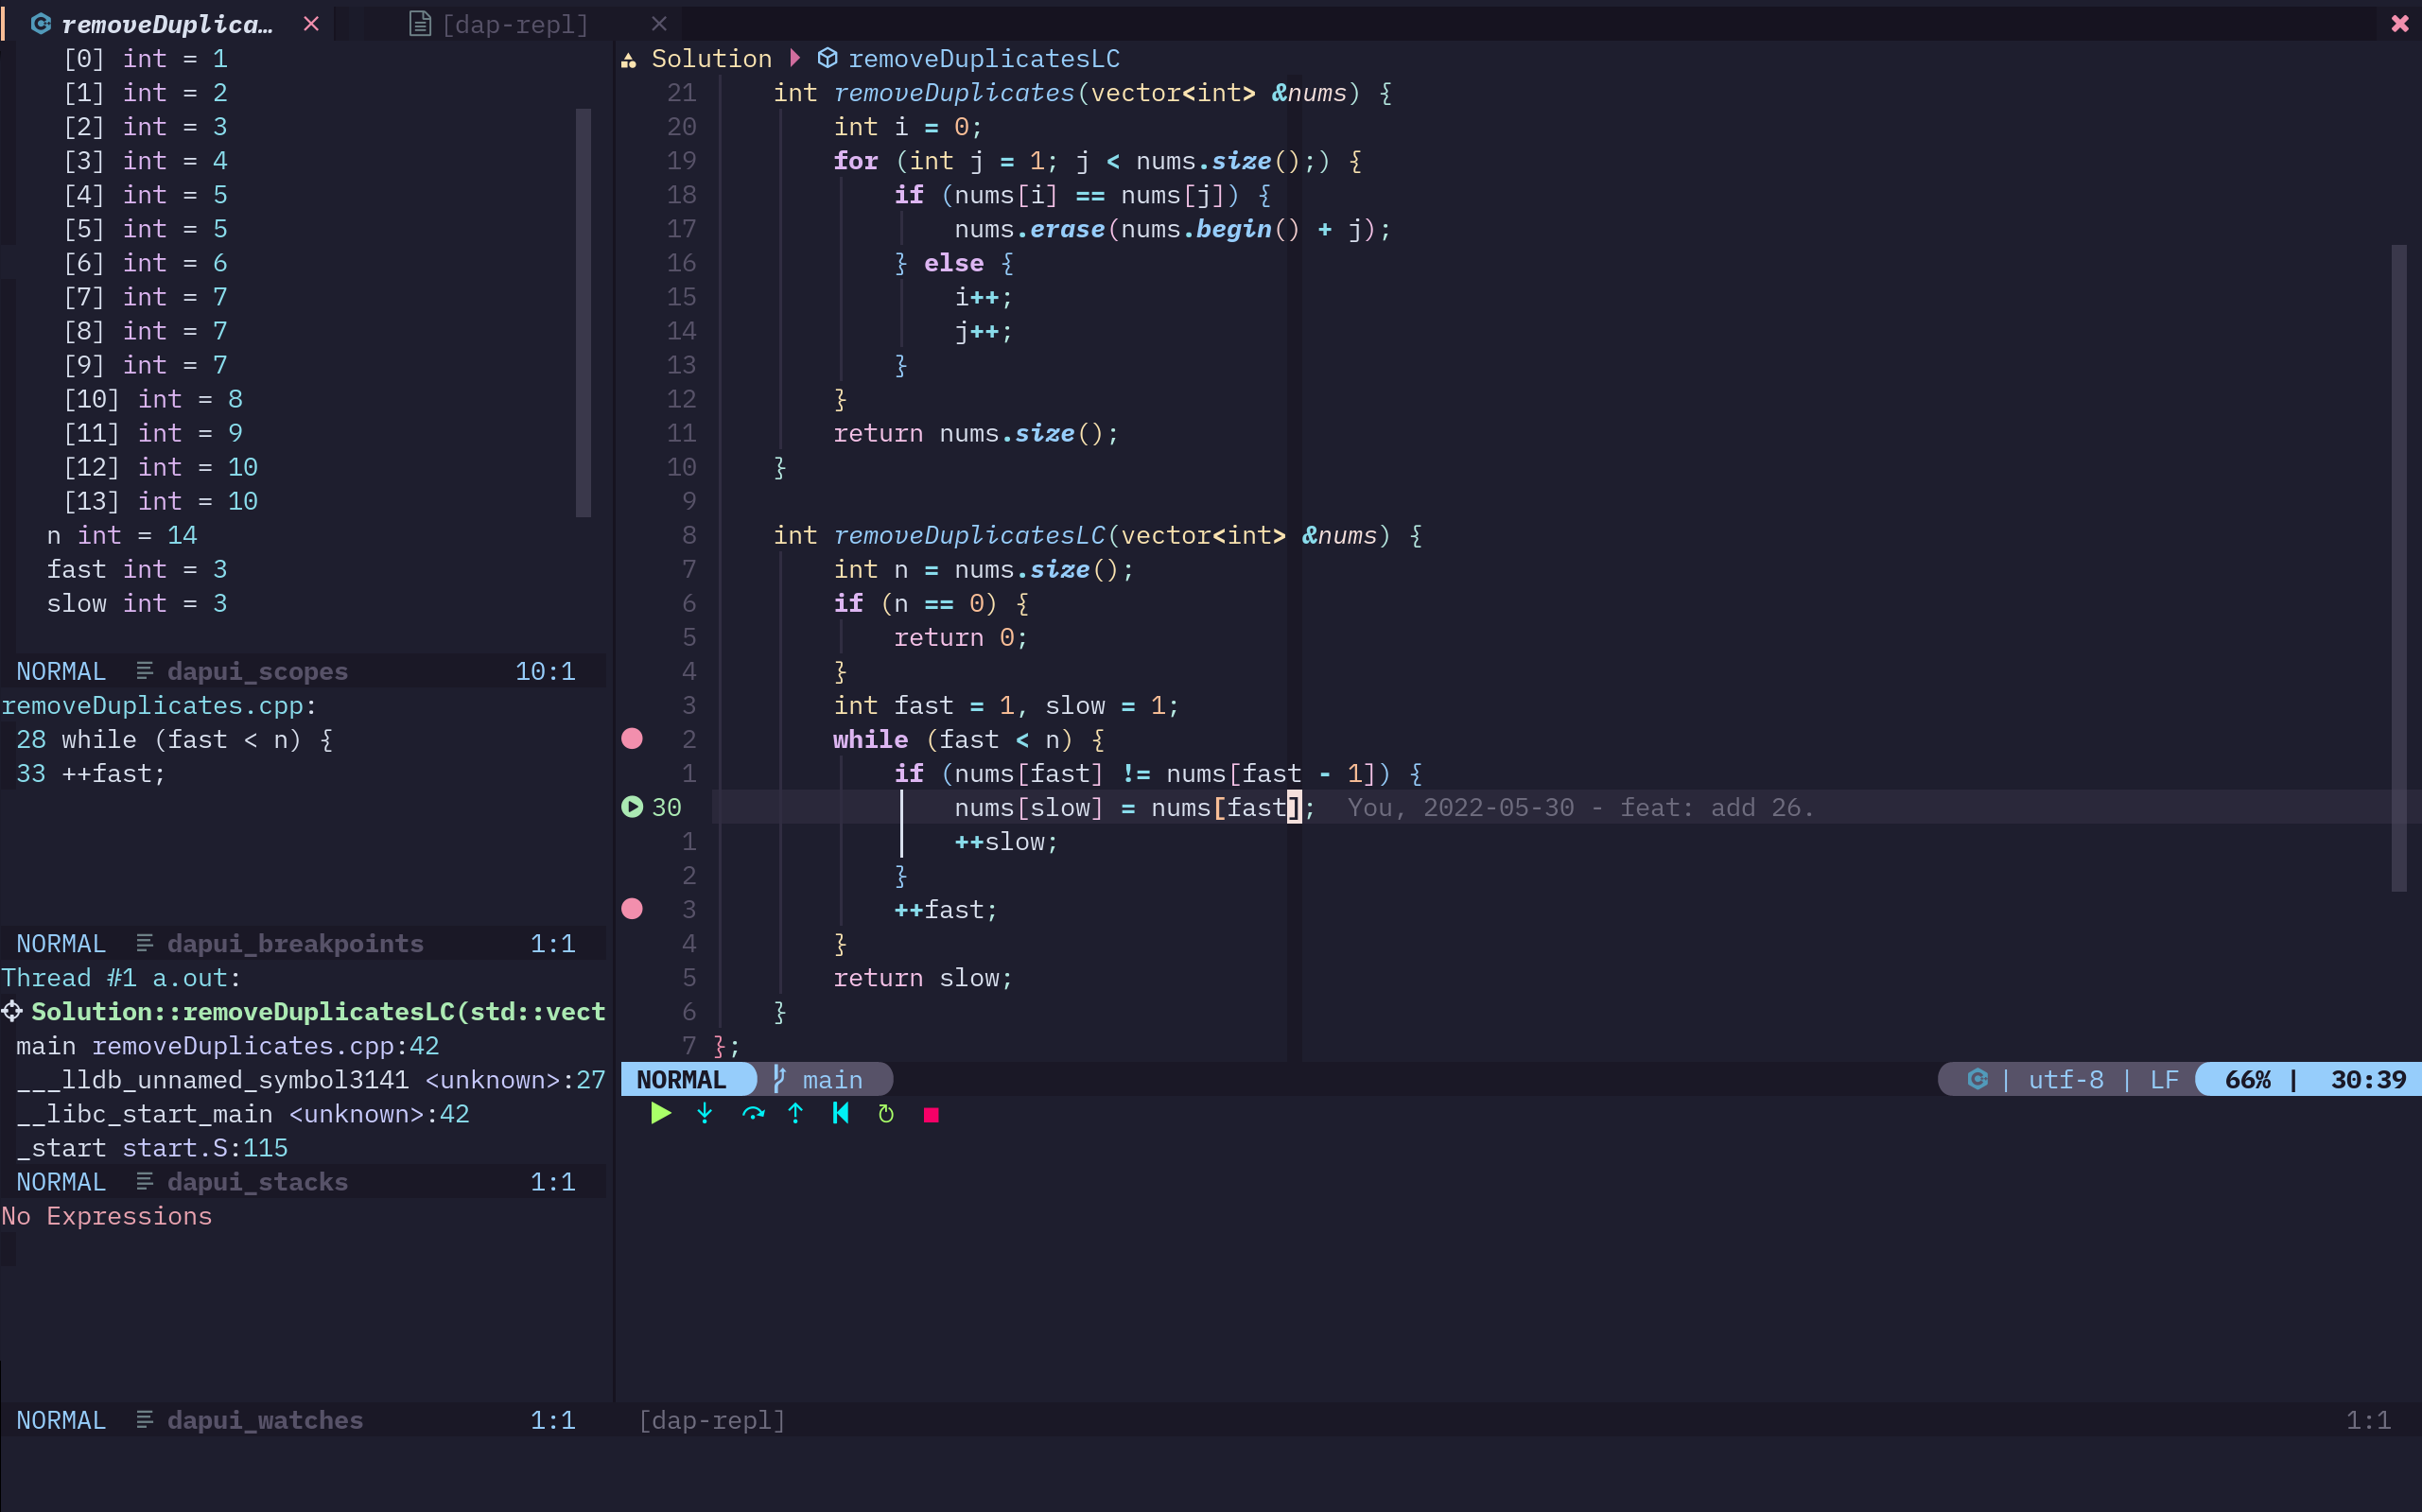 removeDuplica…
[dap-repl]
[0] int = 1
[1] int = 2
[2] int = 3
[3] int = 4
[4] int = 5
[5] int = 5
[6] int = 6
[7] int = 7
[8] int = 7
[9] int = 7
[10] int = 8
[11] int = 9
[12] int = 10
[13] int = 10
n int = 14
fast int = 3
slow int = 3
NORMAL dapui_scopes 10:1
removeDuplicates.cpp:
28 while (fast < n) {
33 ++fast;
NORMAL dapui_breakpoints 1:1
Thread #1 a.out:
Solution::removeDuplicatesLC(std::vect
main removeDuplicates.cpp:42
___lldb_unnamed_symbol3141 <unknown>:27
__libc_start_main <unknown>:42
_start start.S:115
NORMAL dapui_stacks 1:1
No Expressions
NORMAL dapui_watches 1:1
Solution removeDuplicatesLC
21 int removeDuplicates(vector<int> &nums) {
20 int i = 0;
19 for (int j = 1; j < nums.size();) {
18 if (nums[i] == nums[j]) {
17 nums.erase(nums.begin() + j);
16 } else {
15 i++;
14 j++;
13 }
12 }
11 return nums.size();
10 }
9
8 int removeDuplicatesLC(vector<int> &nums) {
7 int n = nums.size();
6 if (n == 0) {
5 return 0;
4 }
3 int fast = 1, slow = 1;
2 while (fast < n) {
1 if (nums[fast] != nums[fast - 1]) {
30 nums[slow] = nums[fast]; You, 2022-05-30 - feat: add 26.
1 ++slow;
2 }
3 ++fast;
4 }
5 return slow;
6 }
7 };
NORMAL main | utf-8 | LF 66% | 30:39
[dap-repl] 1:1